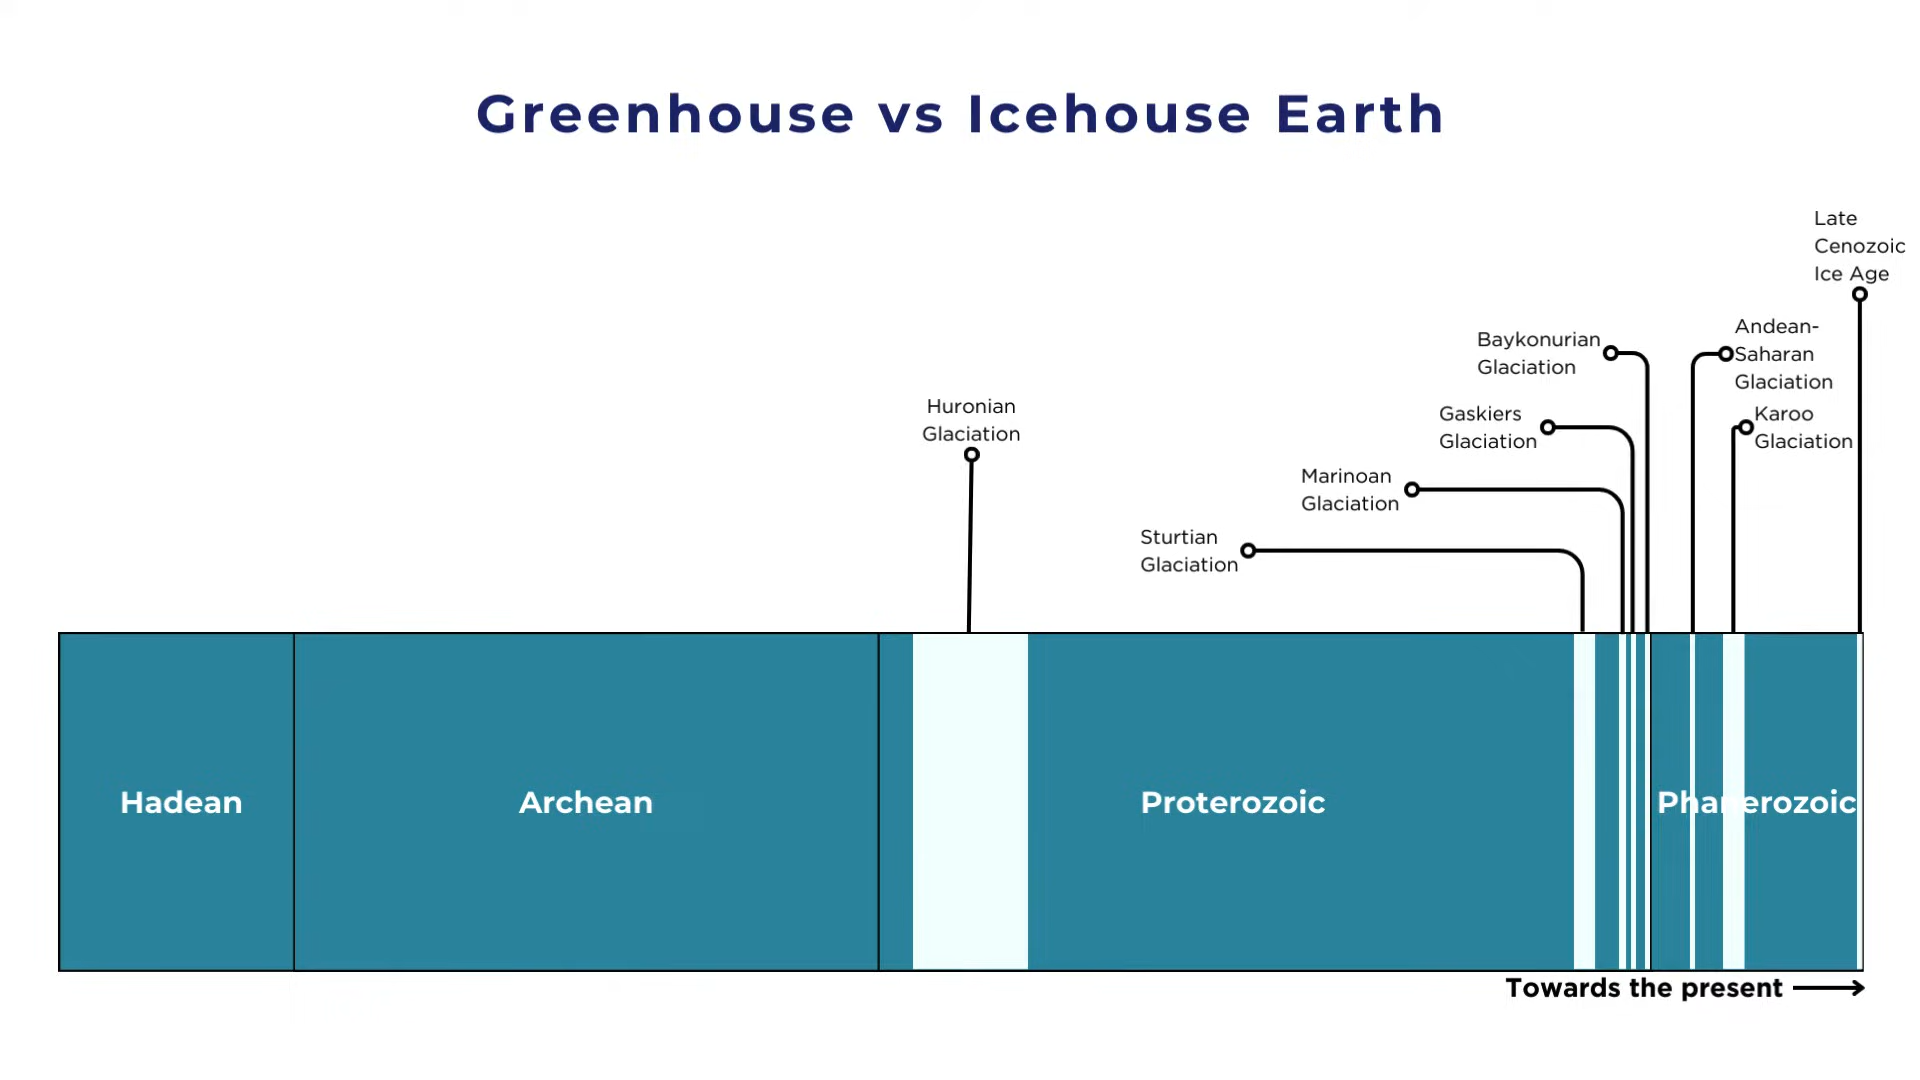 Greenhouse vs Icehouse Earth
Late
Cenozoic
Ice Age
Andean-
Saharan
Glaciation
Baykonurian
Glaciation
Karoo
Glaciation
Gaskiers
Glaciation
Huronian
Glaciation
Marinoan
Glaciation
Sturtian
Glaciation
Hadean
Archean
Proterozoic
Phanerozoic
Towards the present